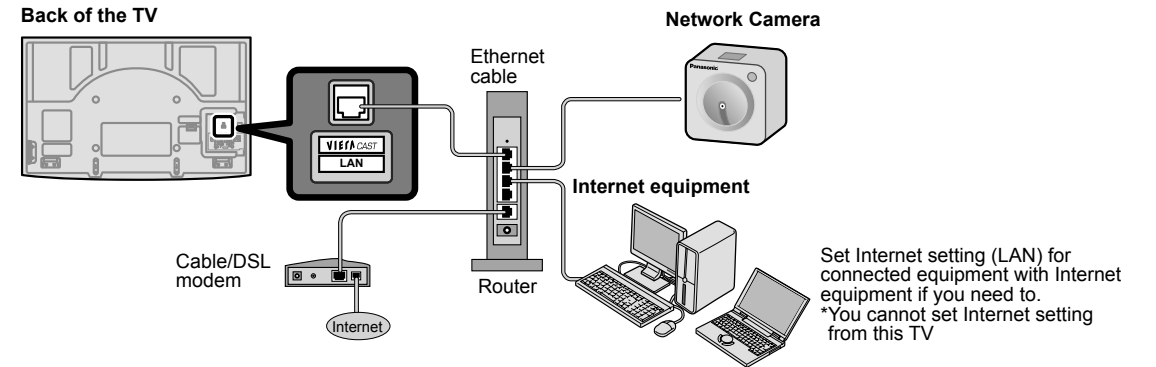 Back of the TV
Network Camera
Ethernet
cable
Panasonic
VIERA CAST
LAN
Internet equipment
Cable/DSL
modem
Router
Internet
Set Internet setting (LAN) for
connected equipment with Internet
equipment if you need to.
*You cannot set Internet setting
from this TV